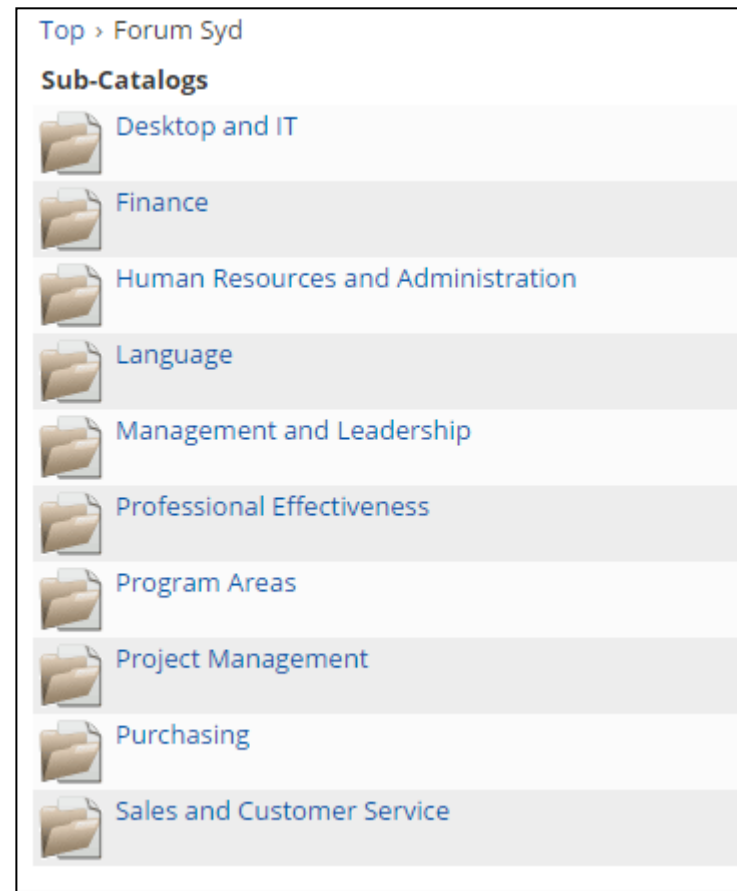 Top › Forum Syd
Sub-Catalogs
Desktop and IT
Finance
Human Resources and Administration
Language
Management and Leadership
Professional Effectiveness
Program Areas
Project Management
Purchasing
Sales and Customer Service